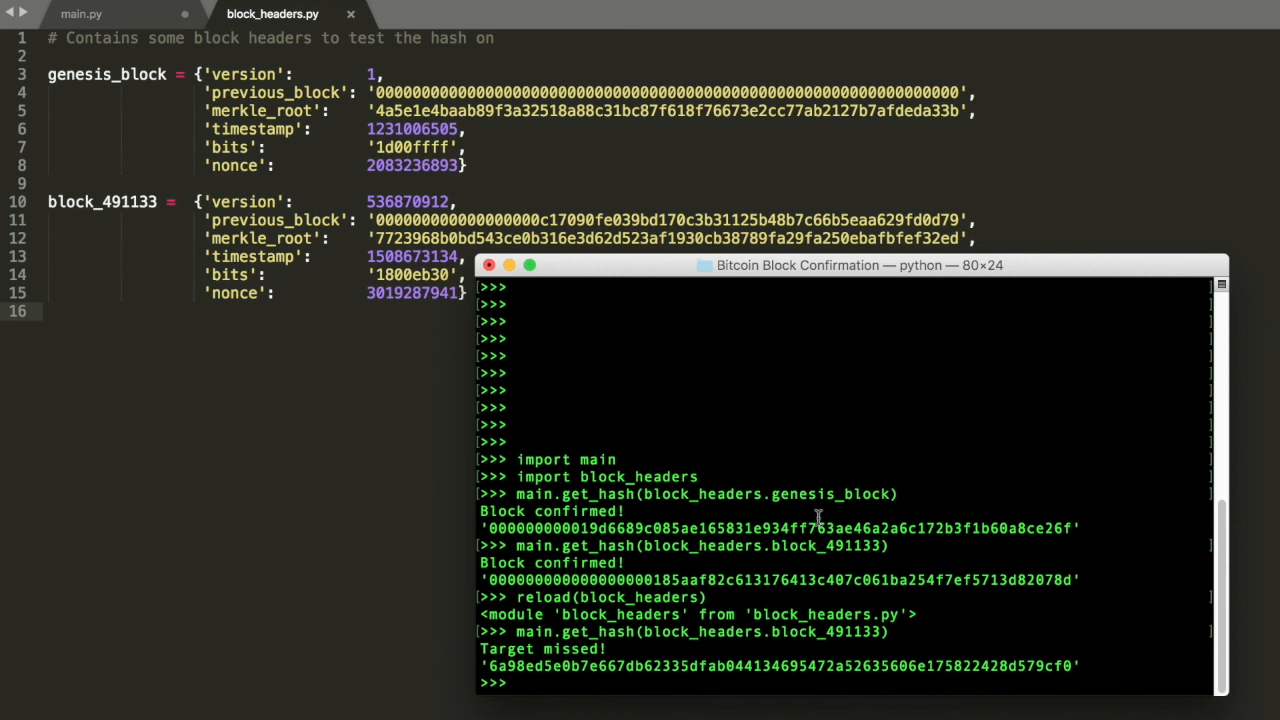 main.py
block_headers.py
1 # Contains some block headers to test the hash on
2
3 genesis_block = {'version': 1,
4 'previous_block': '0000000000000000000000000000000000000000000000000000000000000000',
5 'merkle_root': '4a5e1e4baab89f3a32518a88c31bc87f618f76673e2cc77ab2127b7afdeda33b',
6 'timestamp': 1231006505,
7 'bits': '1d00ffff',
8 'nonce': 2083236893}
9
10 block_491133 = {'version': 536870912,
11 'previous_block': '000000000000000000c17090fe039bd170c3b31125b48b7c66b5eaa629fd0d79',
12 'merkle_root': '7723968b0bd543ce0b316e3d62d523af1930cb38789fa29fa250ebafbfef32ed',
13 'timestamp': 1508673134,
14 'bits': '1800eb30',
15 'nonce': 3019287941}
16
Bitcoin Block Confirmation — python — 80×24
[>>> ]
[>>> ]
[>>> ]
[>>> ]
[>>> ]
[>>> ]
[>>> ]
[>>> ]
[>>> ]
[>>> ]
[>>> import main ]
[>>> import block_headers ]
[>>> main.get_hash(block_headers.genesis_block) ]
Block confirmed!
'000000000019d6689c085ae165831e934ff763ae46a2a6c172b3f1b60a8ce26f'
[>>> main.get_hash(block_headers.block_491133) ]
Block confirmed!
'0000000000000000000185aaf82c613176413c407c061ba254f7ef5713d82078d'
[>>> reload(block_headers) ]
<module 'block_headers' from 'block_headers.py'>
[>>> main.get_hash(block_headers.block_491133) ]
Target missed!
'6a98ed5e0b7e667db62335dfab044134695472a52635606e175822428d579cf0'
>>>